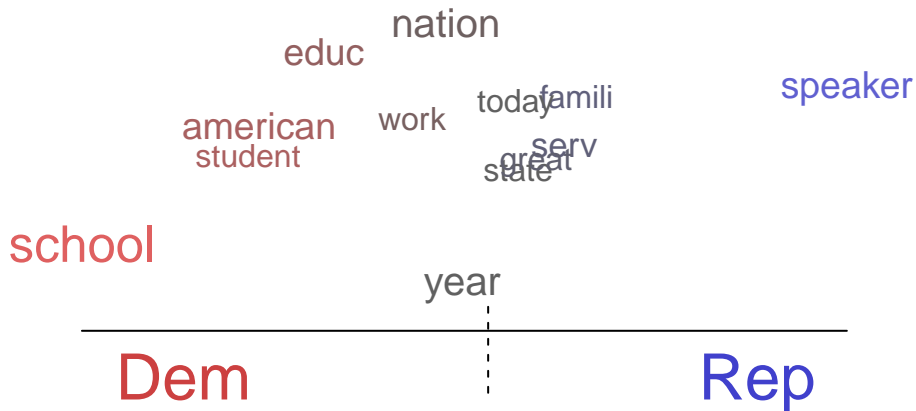 nation
educ
speaker
today famili
american work
student great serv
state
school
year
Dem Rep